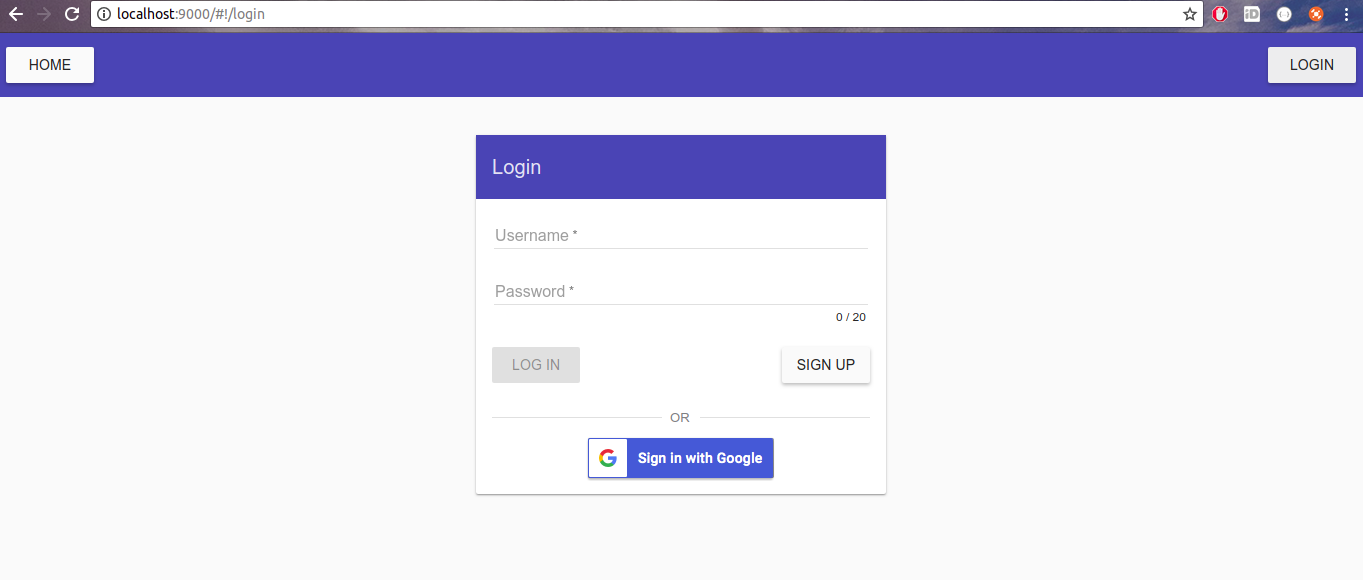 localhost:9000/#!/login
HOME
LOGIN
Login
Username *
Password *
0 / 20
LOG IN
SIGN UP
OR
Sign in with Google